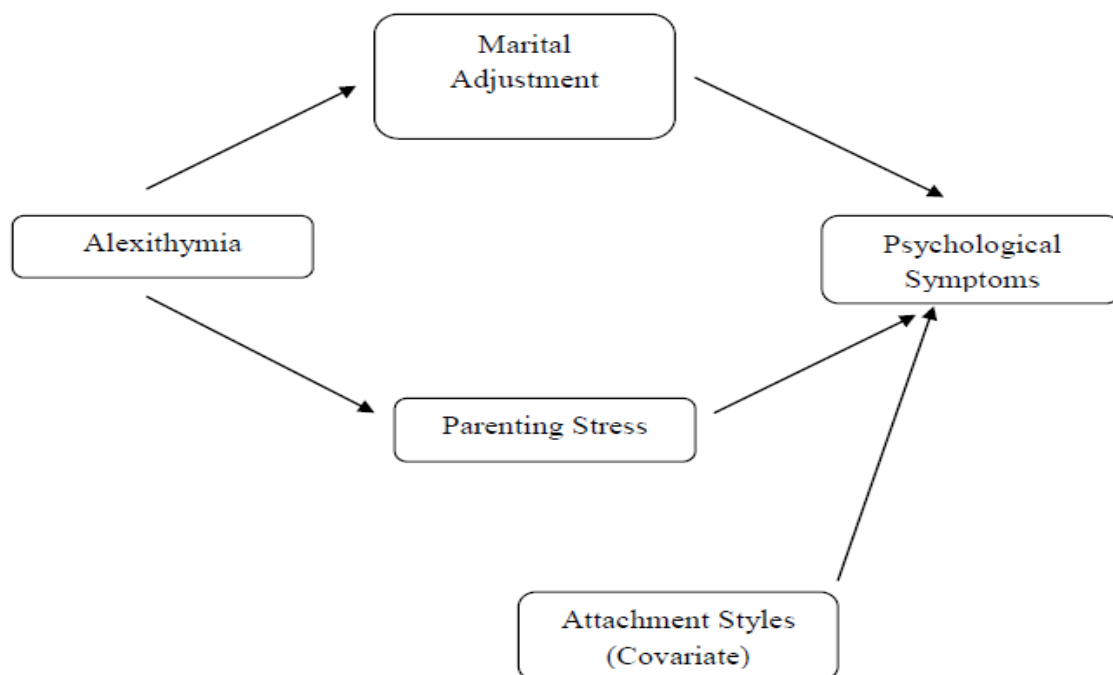 Marital
Adjustment
Alexithymia
Psychological
Symptoms
Parenting Stress
Attachment Styles
(Covariate)